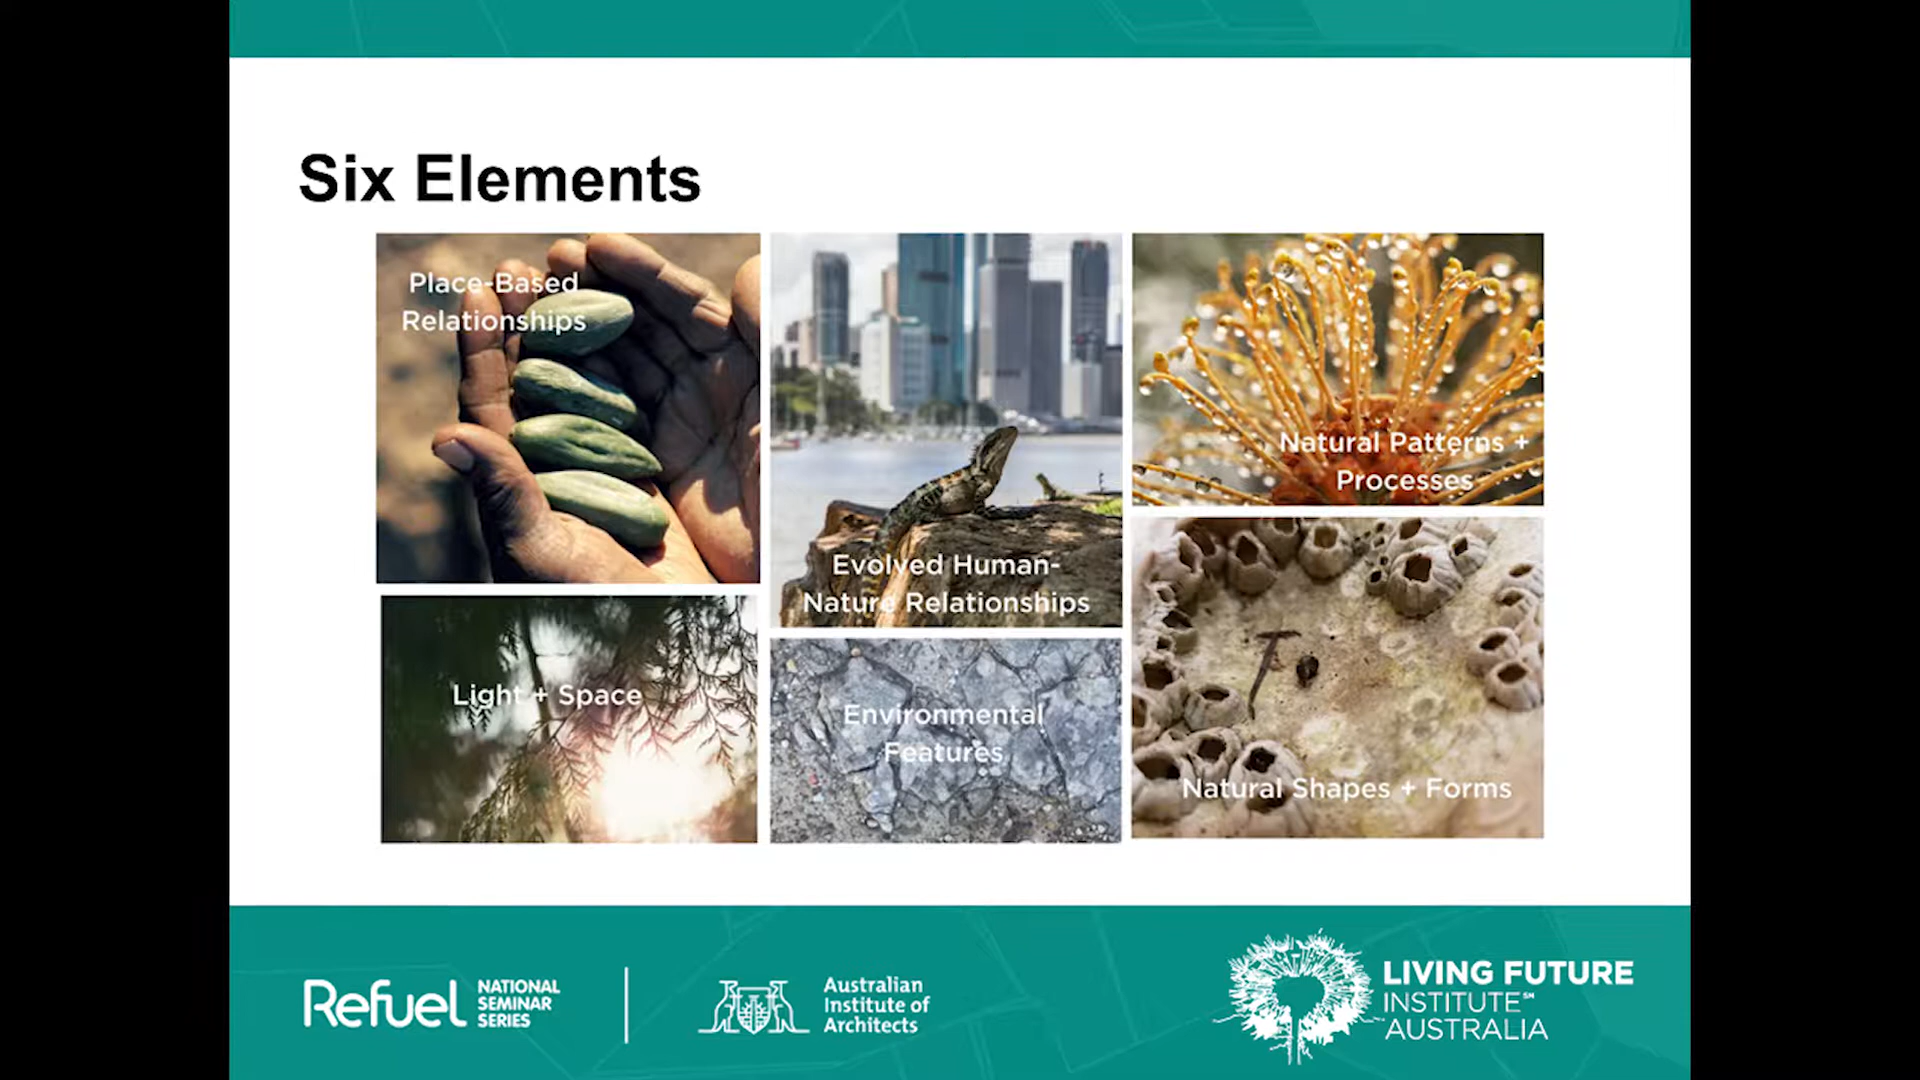 Six Elements
Place-Based
Relationships
Evolved Human-
Nature Relationships
Natural Patterns +
Processes
Light + Space
Environmental
Features
Natural Shapes + Forms
Refuel
NATIONAL
SEMINAR
SERIES
Australian
Institute of
Architects
LIVING FUTURE
INSTITUTE℠
AUSTRALIA